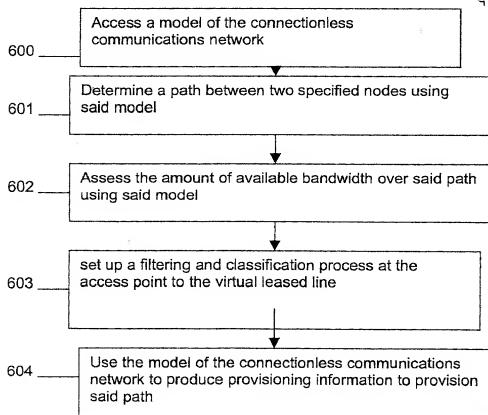 Access a model of the connectionless
communications network
600
Determine a path between two specified nodes using
said model
601
Assess the amount of available bandwidth over said path
using said model
602
set up a filtering and classification process at the
access point to the virtual leased line
603
Use the model of the connectionless communications
network to produce provisioning information to provision
said path
604